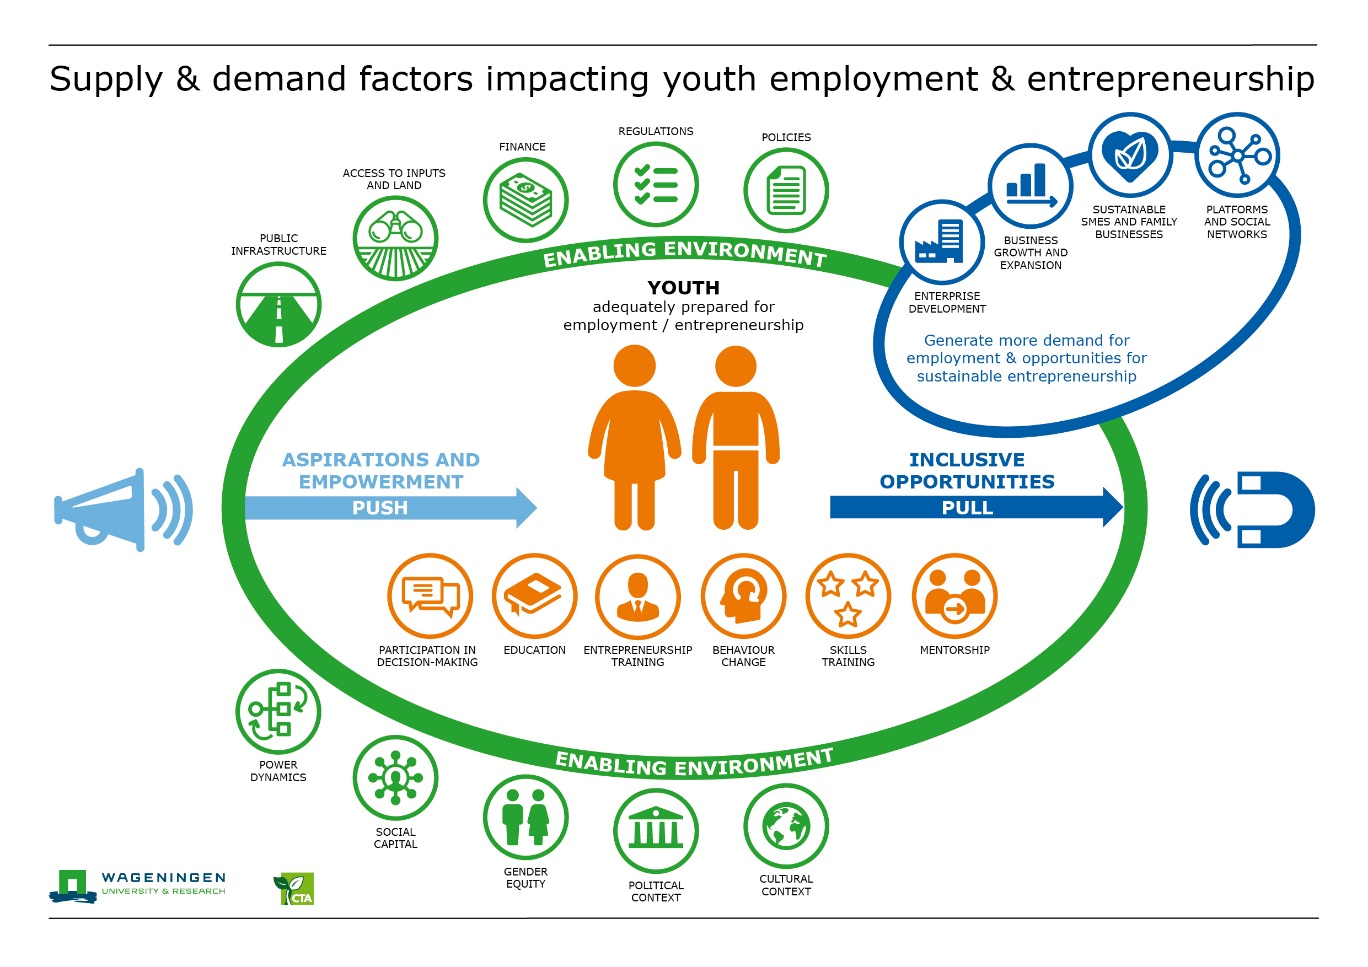 Supply & demand factors impacting youth employment & entrepreneurship
PUBLIC
INFRASTRUCTURE
ACCESS TO INPUTS
AND LAND
FINANCE
REGULATIONS
POLICIES
ENABLING ENVIRONMENT
ENTERPRISE
DEVELOPMENT
BUSINESS
GROWTH AND
EXPANSION
SUSTAINABLE
SMES AND FAMILY
BUSINESSES
PLATFORMS
AND SOCIAL
NETWORKS
Generate more demand for
employment & opportunities for
sustainable entrepreneurship
YOUTH
adequately prepared for
employment / entrepreneurship
ASPIRATIONS AND
EMPOWERMENT
PUSH
INCLUSIVE
OPPORTUNITIES
PULL
PARTICIPATION IN
DECISION-MAKING
EDUCATION
ENTREPRENEURSHIP
TRAINING
BEHAVIOUR
CHANGE
SKILLS
TRAINING
MENTORSHIP
ENABLING ENVIRONMENT
POWER
DYNAMICS
SOCIAL
CAPITAL
GENDER
EQUITY
POLITICAL
CONTEXT
CULTURAL
CONTEXT
WAGENINGEN
UNIVERSITY & RESEARCH
CTA